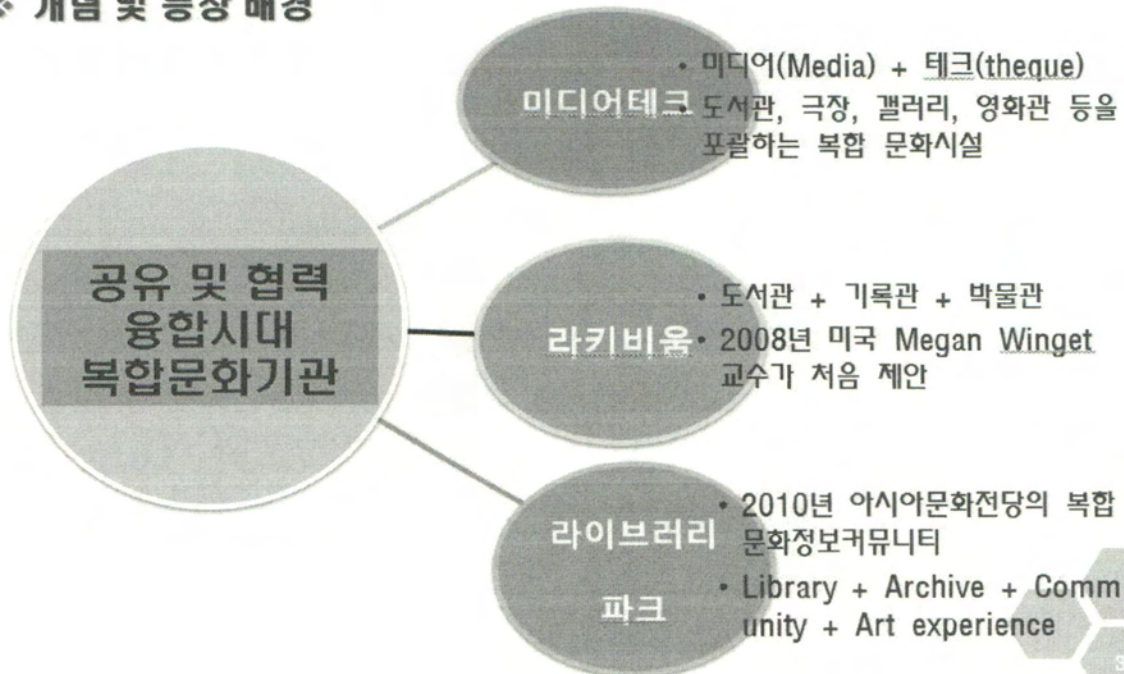 ❖ 개념 및 등장 배경
미디어테크
• 미디어(Media) + 테크(theque)
• 도서관, 극장, 갤러리, 영화관 등을
포괄하는 복합 문화시설
공유 및 협력
융합시대
복합문화기관
라키비움
• 도서관 + 기록관 + 박물관
• 2008년 미국 Megan Winget
교수가 처음 제안
라이브러리
파크
• 2010년 아시아문화전당의 복합
문화정보커뮤니티
• Library + Archive + Comm
unity + Art experience
3